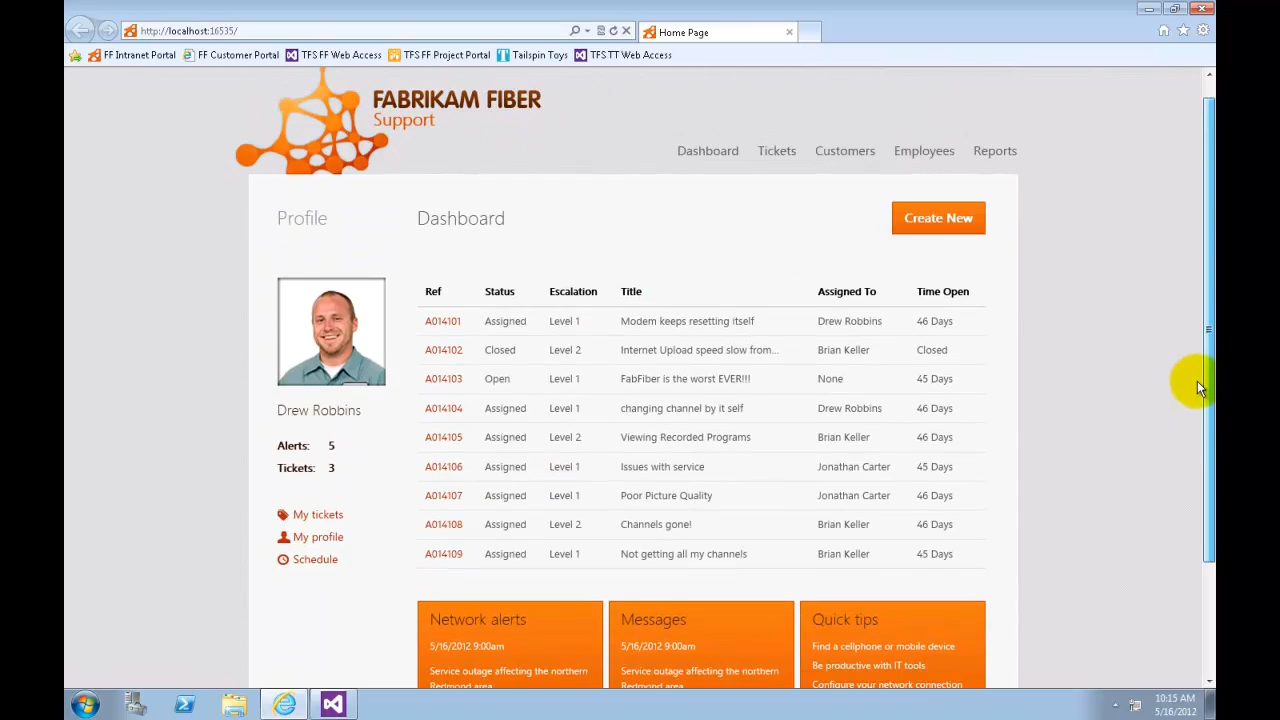 http://localhost:16535/
Home Page
FF Intranet Portal FF Customer Portal TFS FF Web Access TFS FF Project Portal Tailspin Toys TFS TT Web Access
FABRIKAM FIBER
Support
Dashboard Tickets Customers Employees Reports
Profile Dashboard Create New
Ref Status Escalation Title Assigned To Time Open
A014101 Assigned Level 1 Modem keeps resetting itself Drew Robbins 46 Days
A014102 Closed Level 2 Internet Upload speed slow from... Brian Keller Closed
A014103 Open Level 1 FabFiber is the worst EVER!!! None 45 Days
A014104 Assigned Level 1 changing channel by it self Drew Robbins 46 Days
A014105 Assigned Level 2 Viewing Recorded Programs Brian Keller 46 Days
A014106 Assigned Level 1 Issues with service Jonathan Carter 45 Days
A014107 Assigned Level 1 Poor Picture Quality Jonathan Carter 46 Days
A014108 Assigned Level 2 Channels gone! Brian Keller 46 Days
A014109 Assigned Level 1 Not getting all my channels Brian Keller 45 Days
Drew Robbins
Alerts: 5
Tickets: 3
My tickets
My profile
Schedule
Network alerts
5/16/2012 9:00am
Service outage affecting the northern
Redmond area
Messages
5/16/2012 9:00am
Service outage affecting the northern
Redmond area
Quick tips
Find a cellphone or mobile device
Be productive with IT tools
Configure your network connection
10:15 AM
5/16/2012